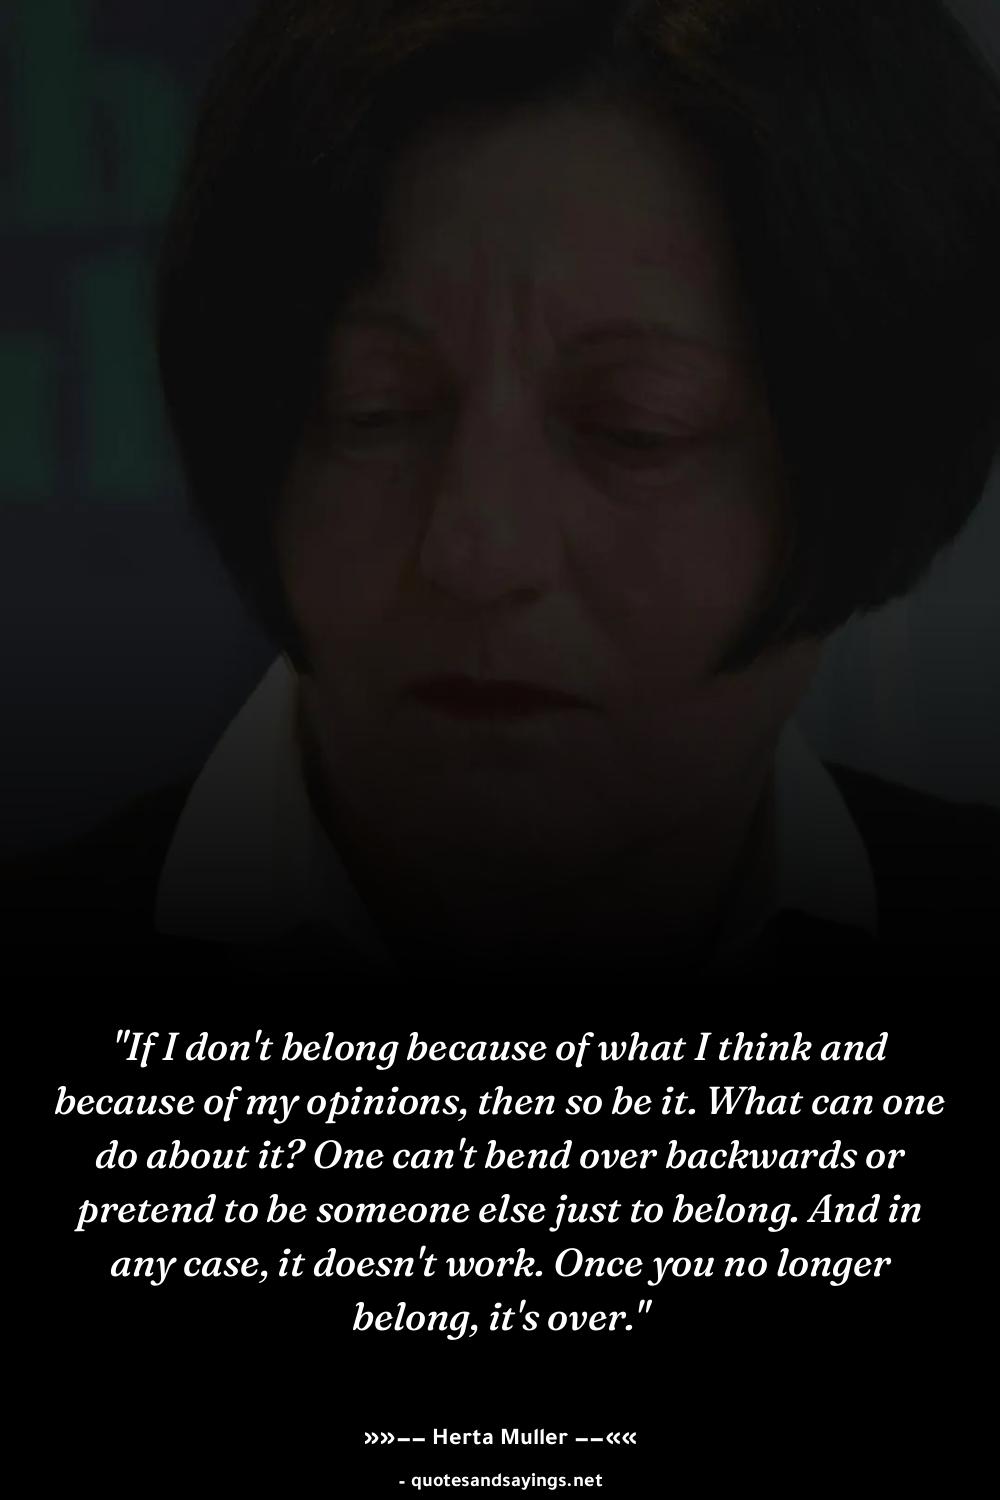 "If I don't belong because of what I think and
because of my opinions, then so be it. What can one
do about it? One can't bend over backwards or
pretend to be someone else just to belong. And in
any case, it doesn't work. Once you no longer
belong, it's over."
»»−− Herta Muller −−««
- quotesandsayings.net